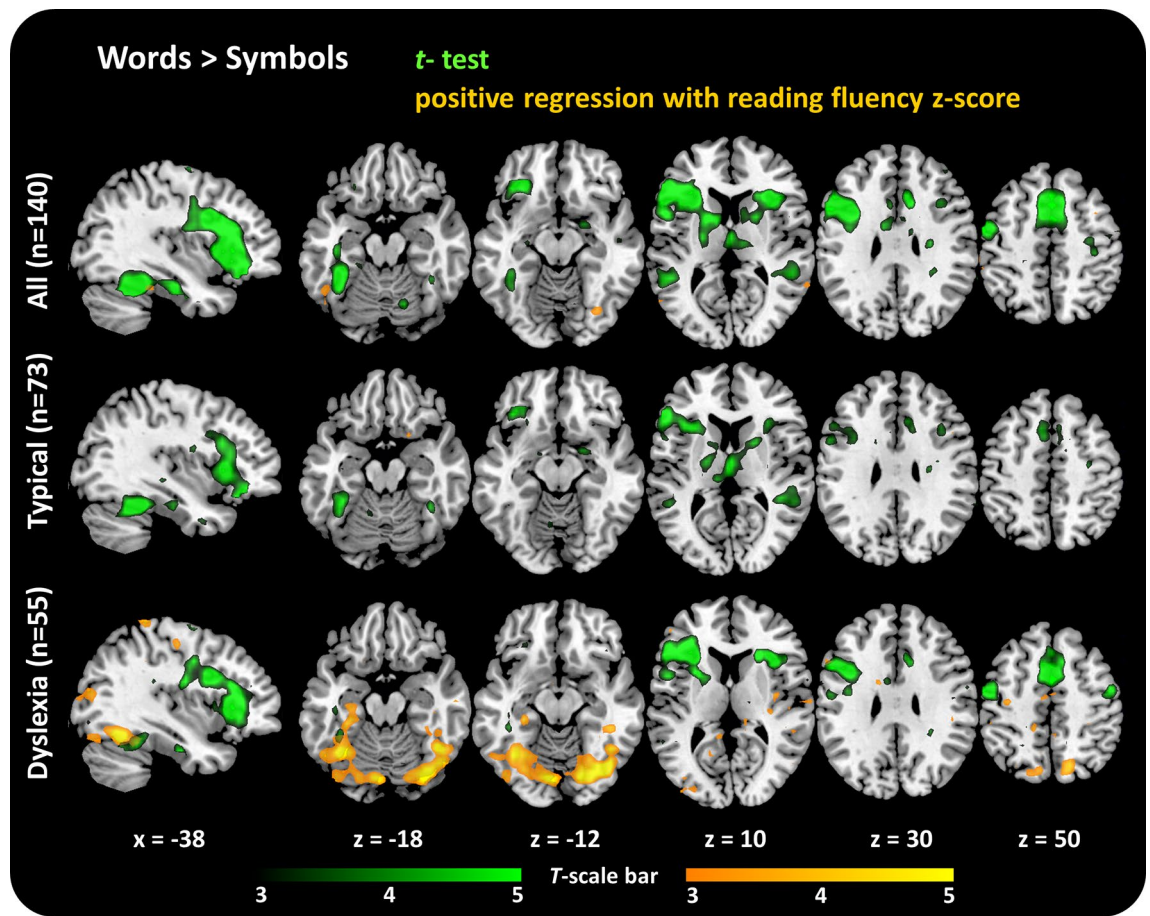 Words > Symbols
t- test
positive regression with reading fluency z-score
All (n=140)
Typical (n=73)
Dyslexia (n=55)
x = -38 z = -18 z = -12 z = 10 z = 30 z = 50
T-scale bar
3 4 5 3 4 5